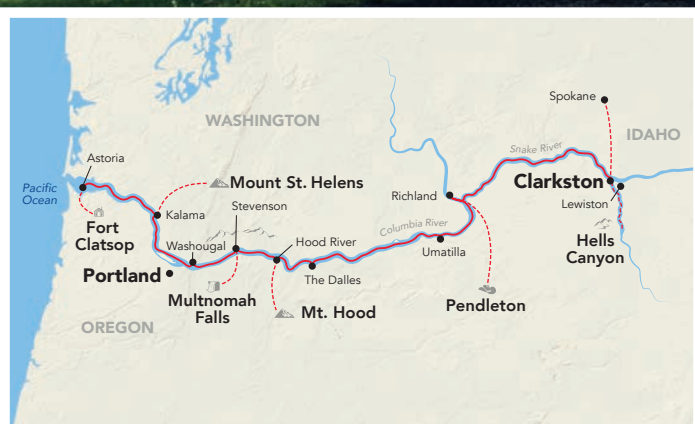 Spokane
WASHINGTON
IDAHO
Snake River
Astoria
Clarkston
Mount St. Helens
Pacific
Ocean
Richland
Lewiston
Stevenson
Kalama
Columbia River
Fort
Clatsop
Hells
Canyon
Hood River
Washougal
Umatilla
Portland
The Dalles
Multnomah
Falls
Pendleton
Mt. Hood
OREGON